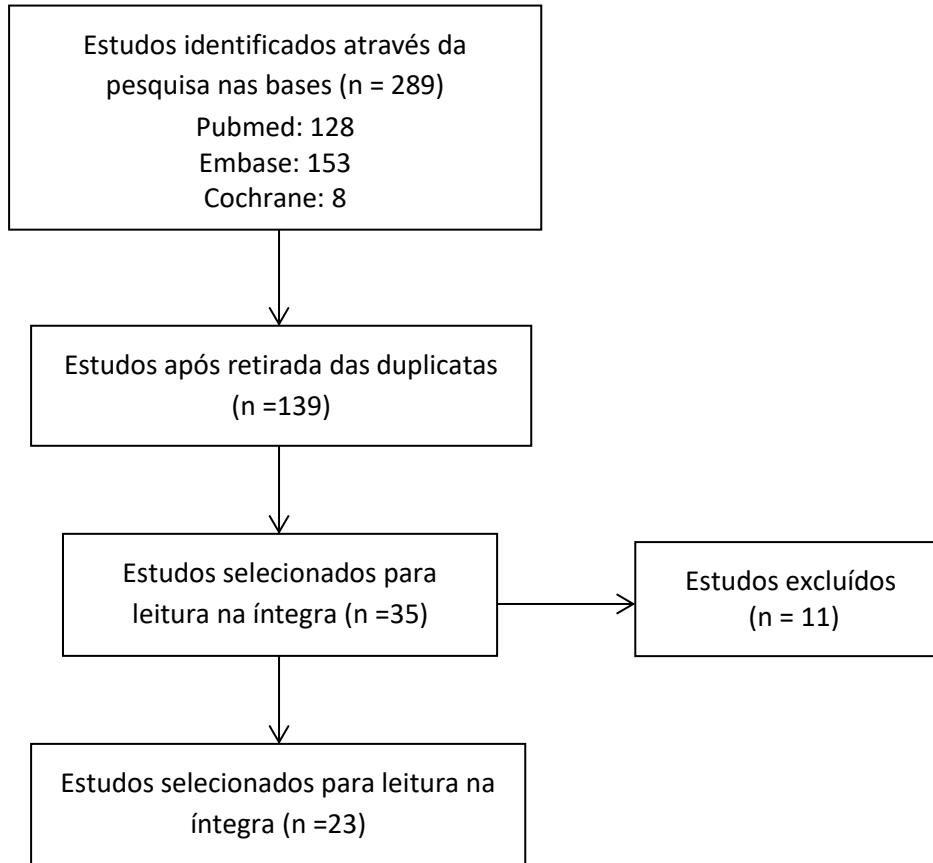 Estudos identificados através da
pesquisa nas bases (n = 289)
Pubmed: 128
Embase: 153
Cochrane: 8
Estudos após retirada das duplicatas
(n =139)
Estudos selecionados para
leitura na íntegra (n =35)
Estudos excluídos
(n = 11)
Estudos selecionados para leitura na
íntegra (n =23)